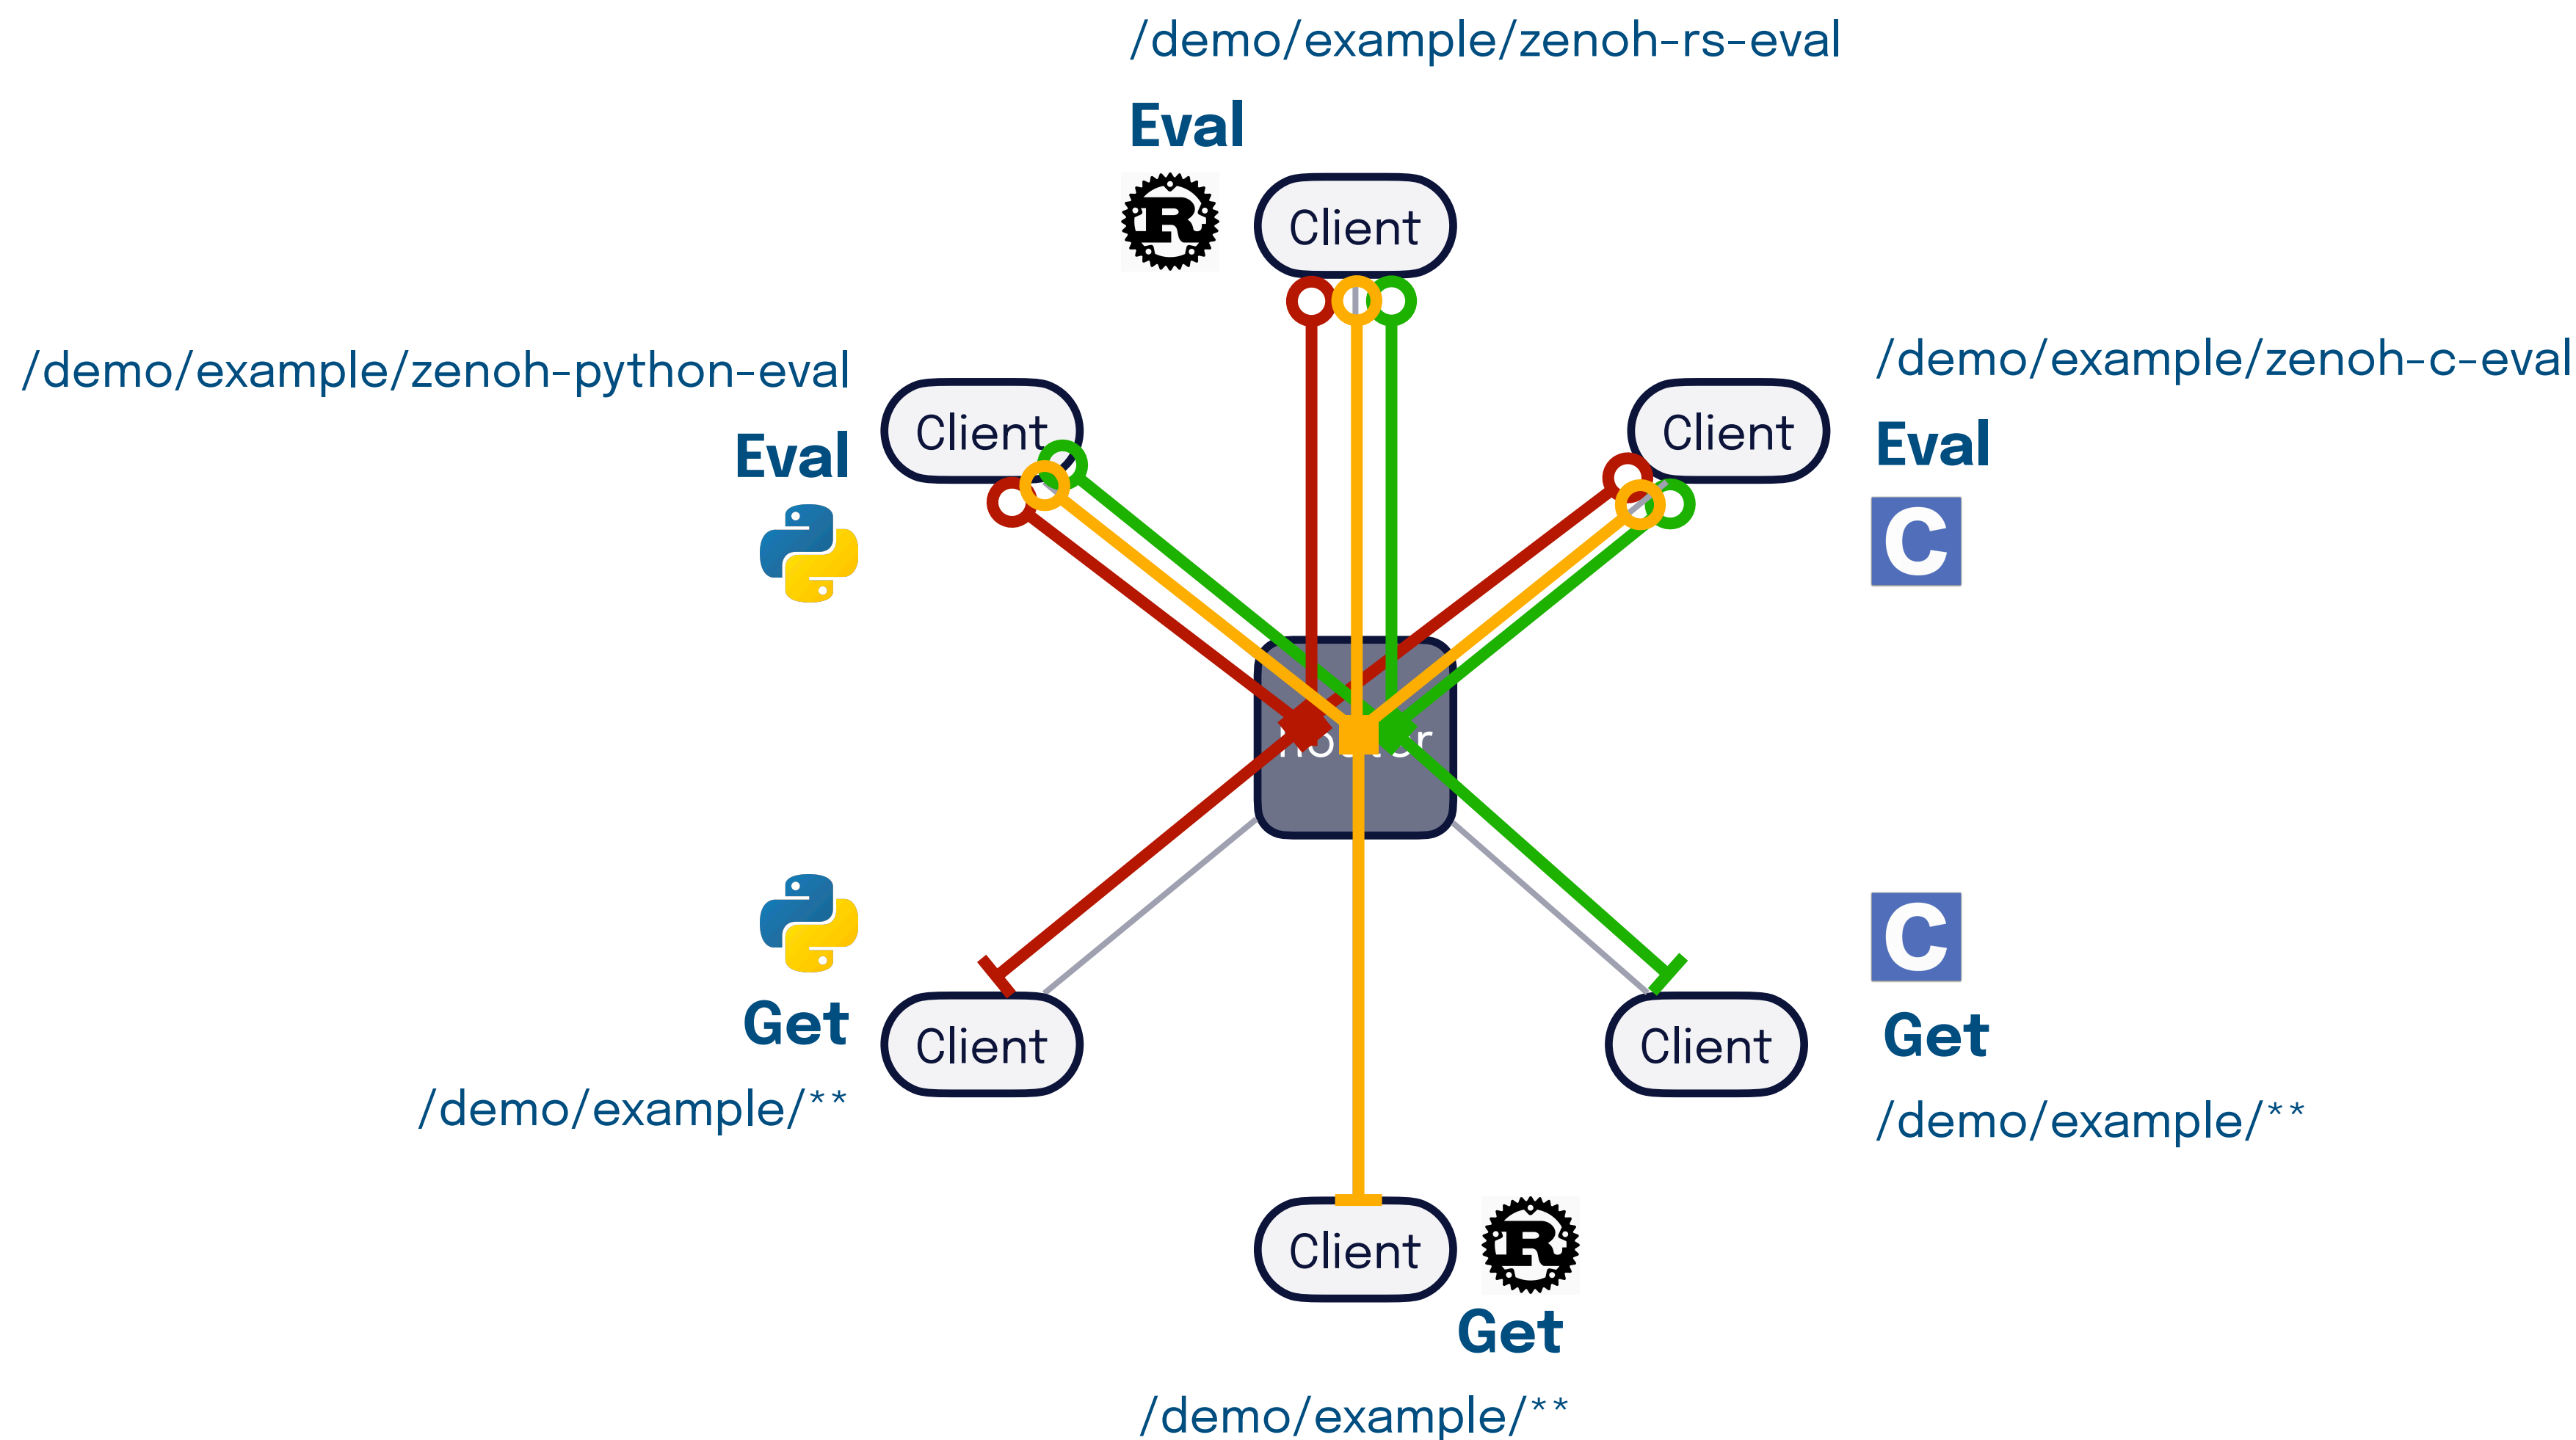 /demo/example/zenoh-rs-eval
Eval
R
Client
/demo/example/zenoh-python-eval
Eval
Client
Client
/demo/example/zenoh-c-eval
Eval
C
Get
/demo/example/**
Client
Client
C
Get
/demo/example/**
Client
R
Get
/demo/example/**